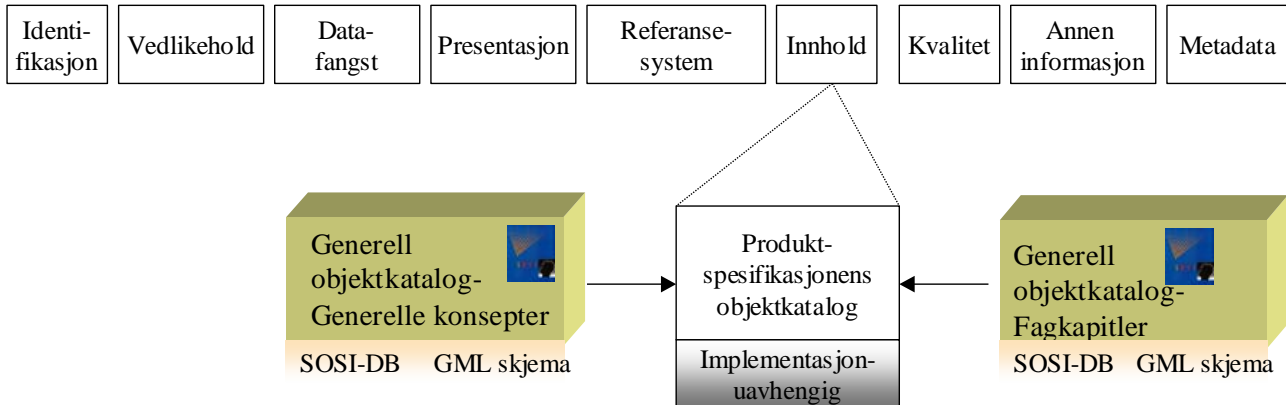 Identi-
fikasjon
Vedlikehold
Data-
fangst
Presentasjon
Referanse-
system
Innhold
Kvalitet
Annen
informasjon
Metadata
Generell
objektkatalog-
Generelle konsepter
SOSI-DB GML skjema
Produkt-
spesifikasjonens
objektkatalog
Implementasjon-
uavhengig
Generell
objektkatalog-
Fagkapitler
SOSI-DB GML skjema